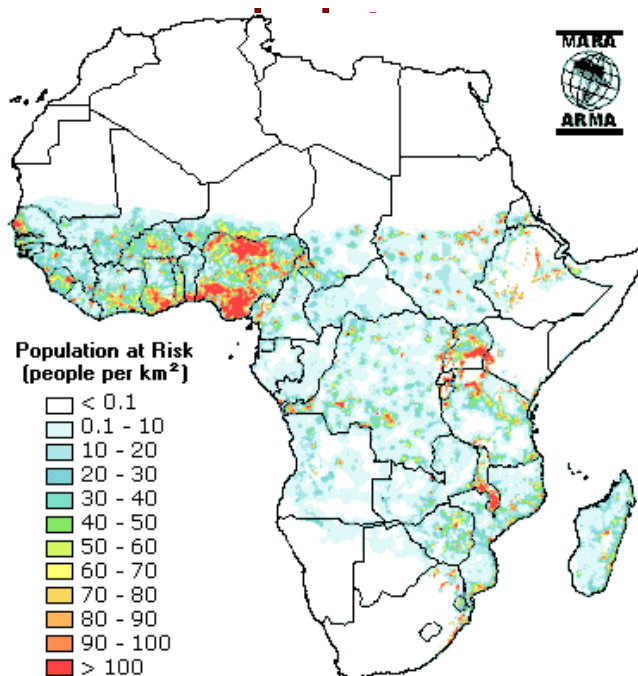 MARA
ARMA
Population at Risk
(people per km²)
< 0.1
0.1 - 10
10 - 20
20 - 30
30 - 40
40 - 50
50 - 60
60 - 70
70 - 80
80 - 90
90 - 100
> 100